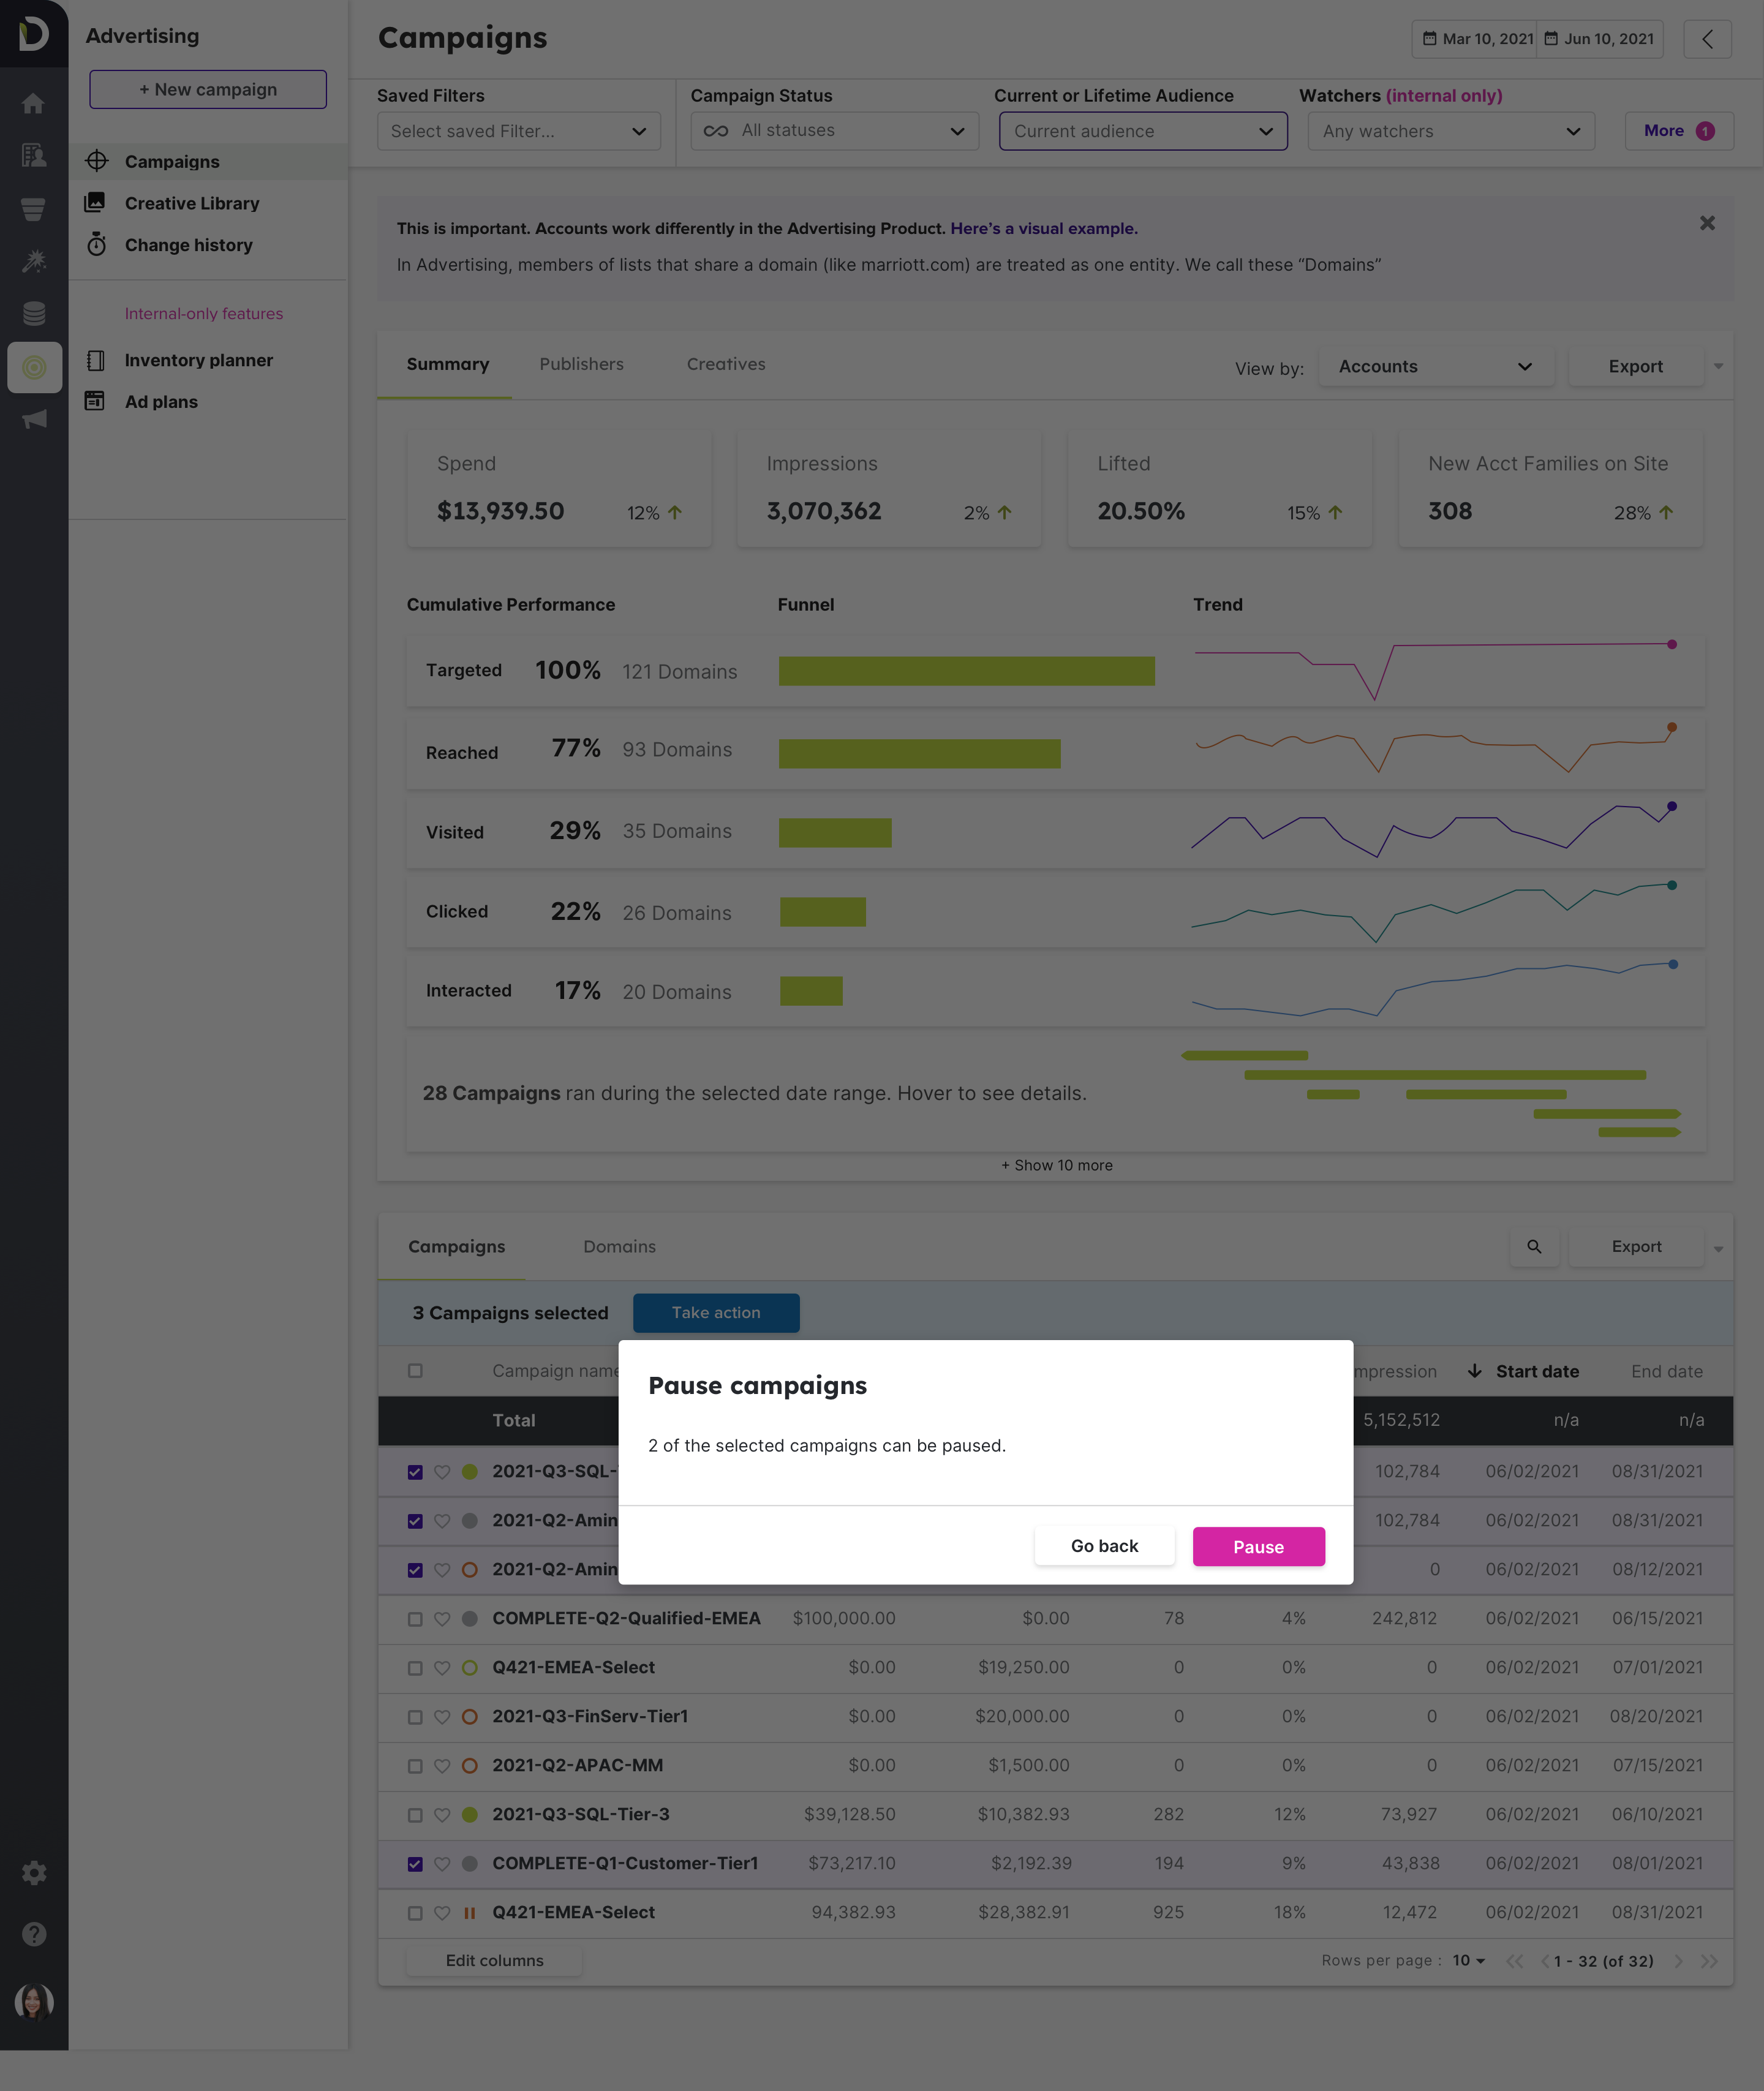 Advertising
+ New campaign
Campaigns
Creative Library
Change history
Internal-only features
Inventory planner
Ad plans
Campaigns
Mar 10, 2021
Jun 10, 2021
Saved Filters
Select saved Filter...
Campaign Status
All statuses
Current or Lifetime Audience
Current audience
Watchers (internal only)
Any watchers
More 1
This is important. Accounts work differently in the Advertising Product. Here's a visual example.
In Advertising, members of lists that share a domain (like marriott.com) are treated as one entity. We call these “Domains”
Summary
Publishers
Creatives
View by:
Accounts
Export
Spend
$13,939.50
12%
Impressions
3,070,362
2%
Lifted
20.50%
15%
New Acct Families on Site
308
28%
Cumulative Performance
Funnel
Trend
Targeted 100% 121 Domains
Reached 77% 93 Domains
Visited 29% 35 Domains
Clicked 22% 26 Domains
Interacted 17% 20 Domains
28 Campaigns ran during the selected date range. Hover to see details.
+ Show 10 more
Campaigns
Domains
Export
3 Campaigns selected
Take action
Campaign name
mpression
Start date
End date
Total 5,152,512 n/a n/a
2021-Q3-SQL- 102,784 06/02/2021 08/31/2021
2021-Q2-Amin 102,784 06/02/2021 08/31/2021
2021-Q2-Amin 0 06/02/2021 08/12/2021
Pause campaigns
2 of the selected campaigns can be paused.
Go back
Pause
COMPLETE-Q2-Qualified-EMEA $100,000.00 $0.00 78 4% 242,812 06/02/2021 06/15/2021
Q421-EMEA-Select $0.00 $19,250.00 0 0% 0 06/02/2021 07/01/2021
2021-Q3-FinServ-Tier1 $0.00 $20,000.00 0 0% 0 06/02/2021 08/20/2021
2021-Q2-APAC-MM $0.00 $1,500.00 0 0% 0 06/02/2021 07/15/2021
2021-Q3-SQL-Tier-3 $39,128.50 $10,382.93 282 12% 73,927 06/02/2021 06/10/2021
COMPLETE-Q1-Customer-Tier1 $73,217.10 $2,192.39 194 9% 43,838 06/02/2021 08/01/2021
Q421-EMEA-Select 94,382.93 $28,382.91 925 18% 12,472 06/02/2021 08/31/2021
Edit columns
Rows per page : 10
1 - 32 (of 32)